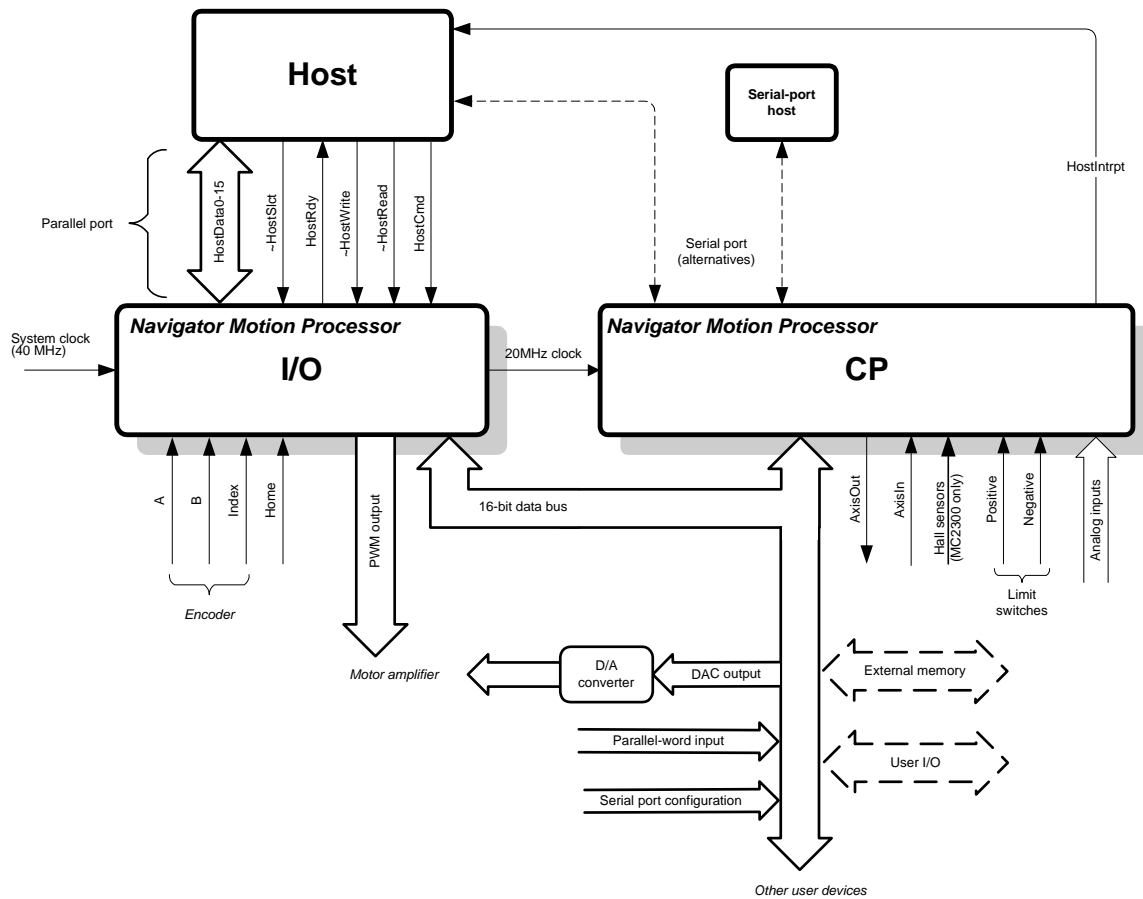 Host
Serial-port
host
HostIntrpt
Parallel port
HostData0-15
~HostSlct
HostRdy
~HostWrite
~HostRead
HostCmd
Serial port
(alternatives)
System clock
(40 MHz)
Navigator Motion Processor
I/O
20MHz clock
Navigator Motion Processor
CP
A
B
Index
Home
Encoder
PWM output
16-bit data bus
AxisOut
AxisIn
Hall sensors
(MC2300 only)
Positive
Negative
Limit
switches
Analog inputs
Motor amplifier
D/A
converter
DAC output
External memory
Parallel-word input
User I/O
Serial port configuration
Other user devices